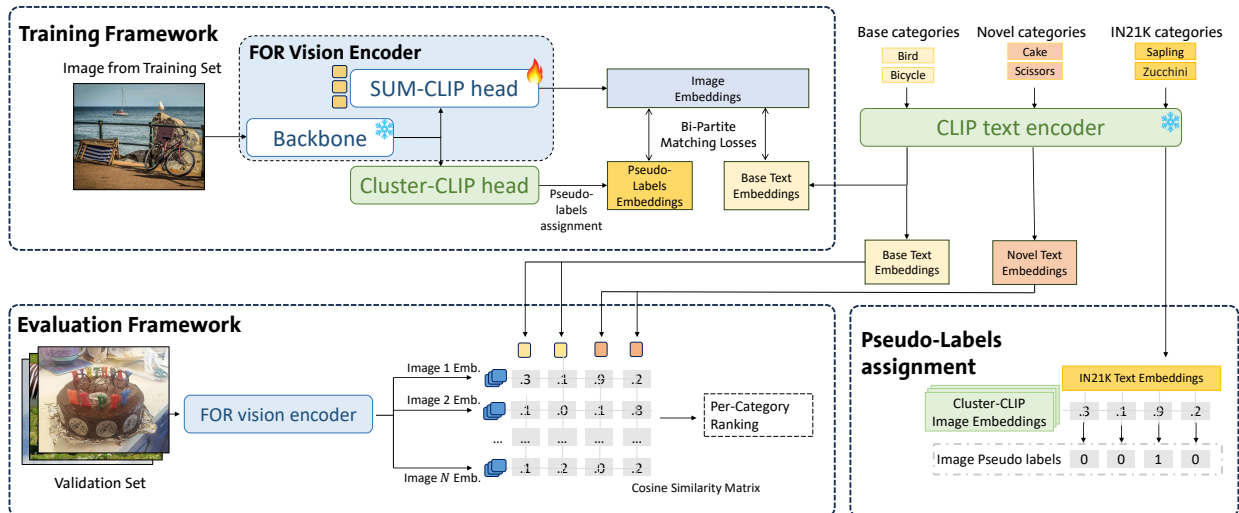 Training Framework
Image from Training Set
FOR Vision Encoder
SUM-CLIP head
Backbone
Cluster-CLIP head
Pseudo-
labels
assignment
Image
Embeddings
Bi-Partite
Matching Losses
Pseudo-
Labels
Embeddings
Base Text
Embeddings
Base categories
Bird
Bicycle
Novel categories
Cake
Scissors
IN21K categories
Sapling
Zucchini
CLIP text encoder
Base Text
Embeddings
Novel Text
Embeddings
Evaluation Framework
Validation Set
FOR vision encoder
Image 1 Emb.
.3 .1 .9 .2
Image 2 Emb.
.1 .0 .1 .8
... ... ... ... ...
Image N Emb.
.1 .2 .0 .2
Cosine Similarity Matrix
Per-Category
Ranking
Pseudo-Labels
assignment
IN21K Text Embeddings
Cluster-CLIP
Image Embeddings
.3 .1 .9 .2
Image Pseudo labels 0 0 1 0